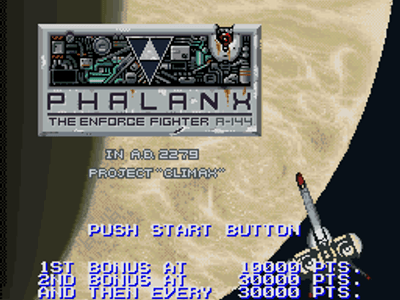 PHALANX
THE ENFORCE FIGHTER A-144
IN A.D. 2279
PROJECT "CLIMAX"
PUSH START BUTTON
1ST BONUS AT 10000 PTS.
2ND BONUS AT 30000 PTS.
AND THEN EVERY 30000 PTS.